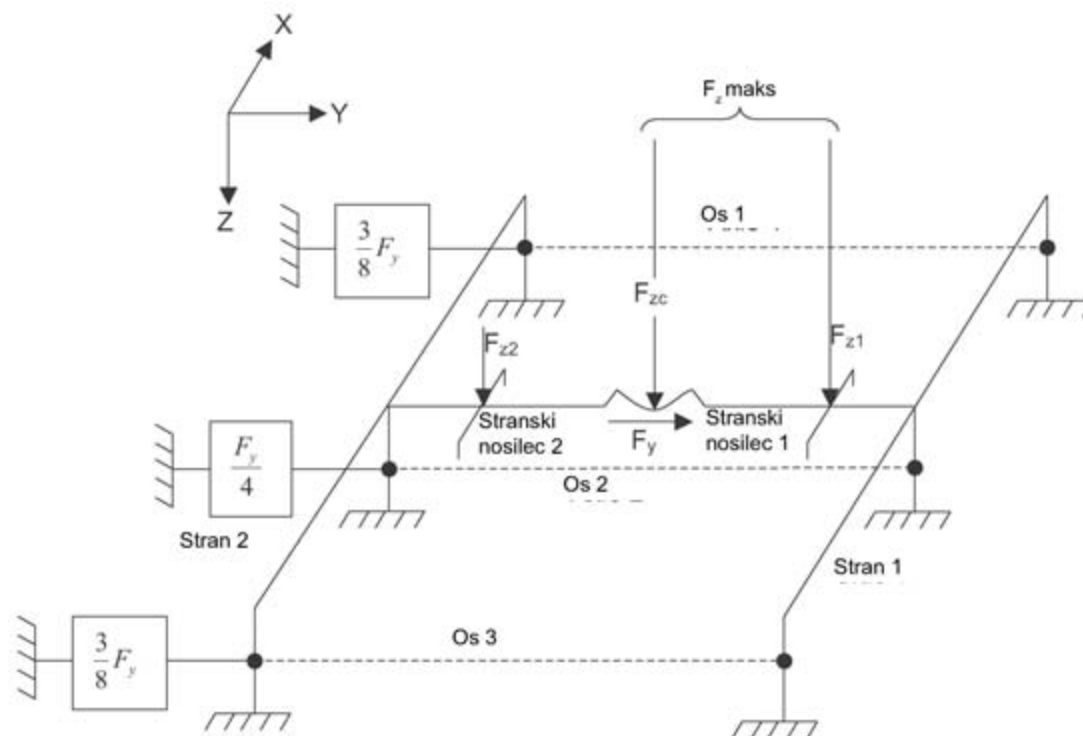 X
Y
Z
F_z maks
Os 1
3/8 F_y
F_zc
F_z2
F_z1
Stranski
nosilec 2
F_y
Stranski
nosilec 1
F_y/4
Os 2
Stran 2
Stran 1
Os 3
3/8 F_y